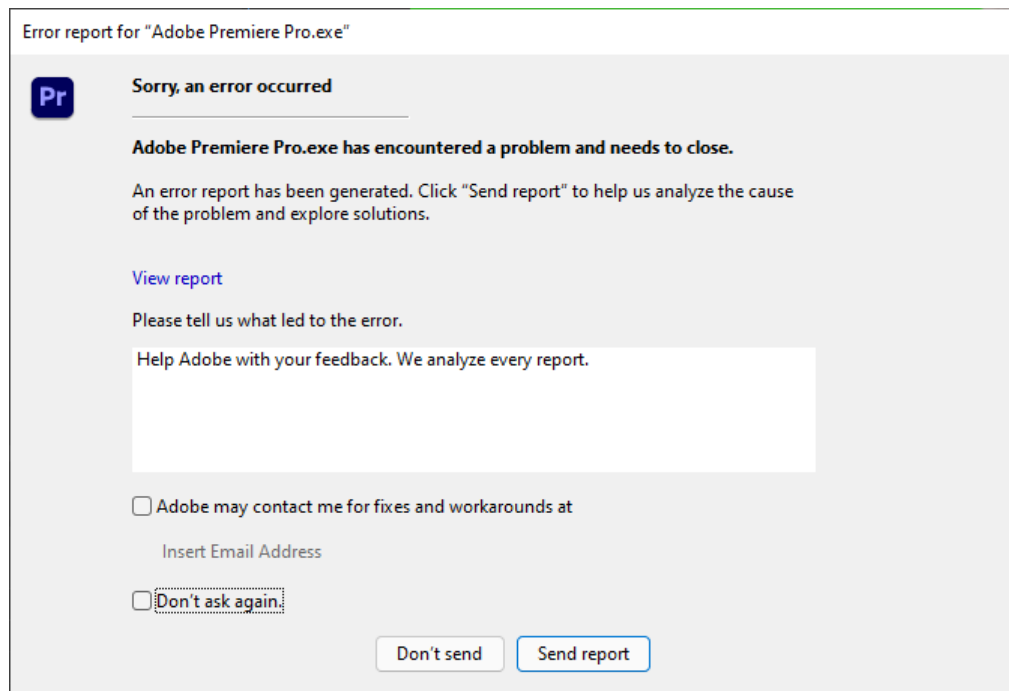 Error report for “Adobe Premiere Pro.exe”
Pr
Sorry, an error occurred
Adobe Premiere Pro.exe has encountered a problem and needs to close.
An error report has been generated. Click “Send report” to help us analyze the cause
of the problem and explore solutions.
View report
Please tell us what led to the error.
Help Adobe with your feedback. We analyze every report.
Adobe may contact me for fixes and workarounds at
Insert Email Address
Don't ask again.
Don't send
Send report